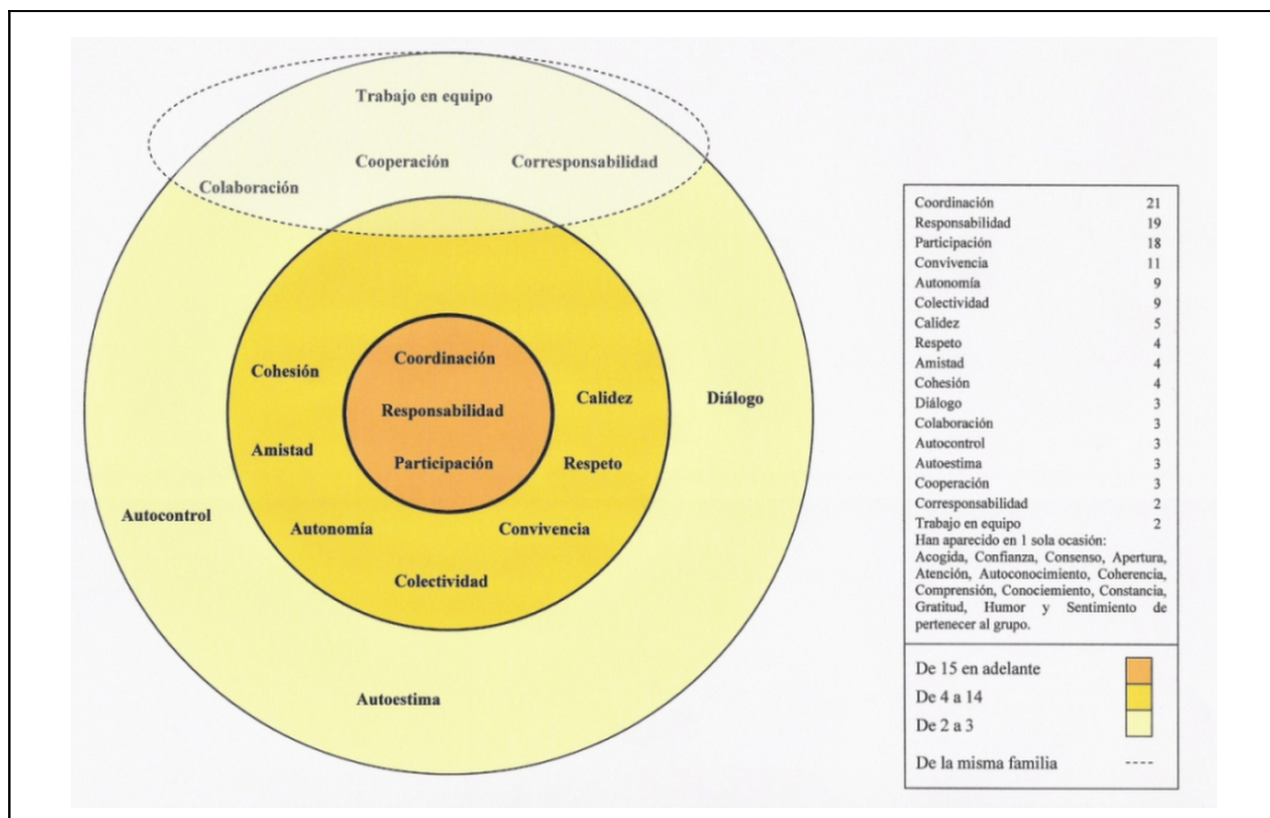 Trabajo en equipo
Cooperación
Corresponsabilidad
Colaboración
Coordinación
Cohesión
Calidez
Diálogo
Responsabilidad
Amistad
Participación
Respeto
Autocontrol
Autonomía
Convivencia
Colectividad
Autoestima
Coordinación 21
Responsabilidad 19
Participación 18
Convivencia 11
Autonomía 9
Colectividad 9
Calidez 5
Respeto 4
Amistad 4
Cohesión 4
Diálogo 3
Colaboración 3
Autocontrol 3
Autoestima 3
Cooperación 3
Corresponsabilidad 2
Trabajo en equipo 2
Han aparecido en 1 sola ocasión:
Acogida, Confianza, Consenso, Apertura,
Atención, Autoconocimiento, Coherencia,
Comprensión, Conociemiento, Constancia,
Gratitud, Humor y Sentimiento de
pertenecer al grupo.
De 15 en adelante
De 4 a 14
De 2 a 3
De la misma familia